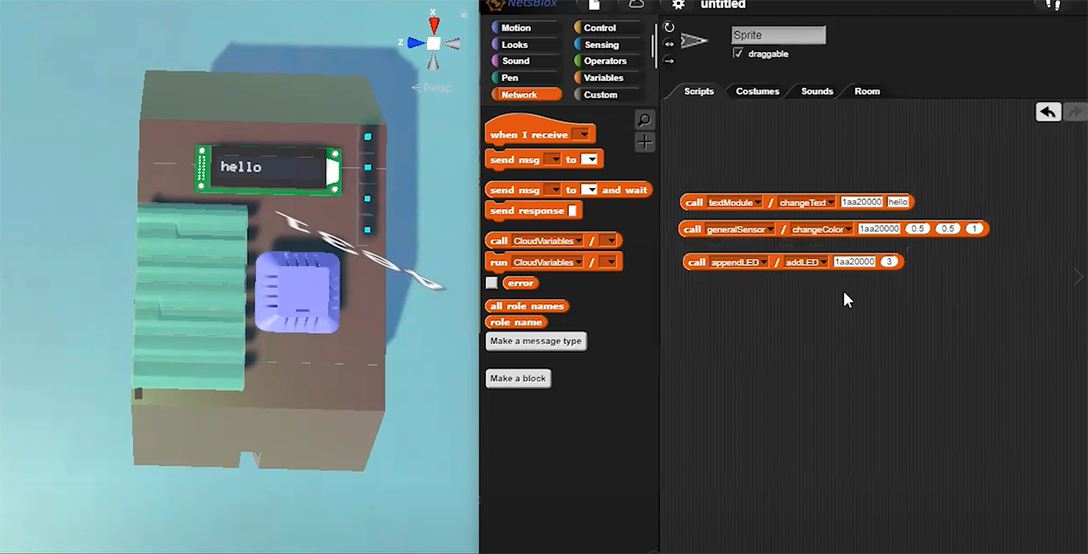 x
z
Persp
hello
NetsBlox
untitled
Motion
Control
Looks
Sensing
Sound
Operators
Pen
Variables
Network
Custom
Sprite
draggable
Scripts
Costumes
Sounds
Room
when I receive
send msg to
send msg to and wait
send response
call CloudVariables /
run CloudVariables /
error
all role names
role name
Make a message type
Make a block
call textModule / changeText 1aa20000 hello
call generalSensor / changeColor 1aa20000 0.5 0.5 1
call appendLED / addLED 1aa20000 3